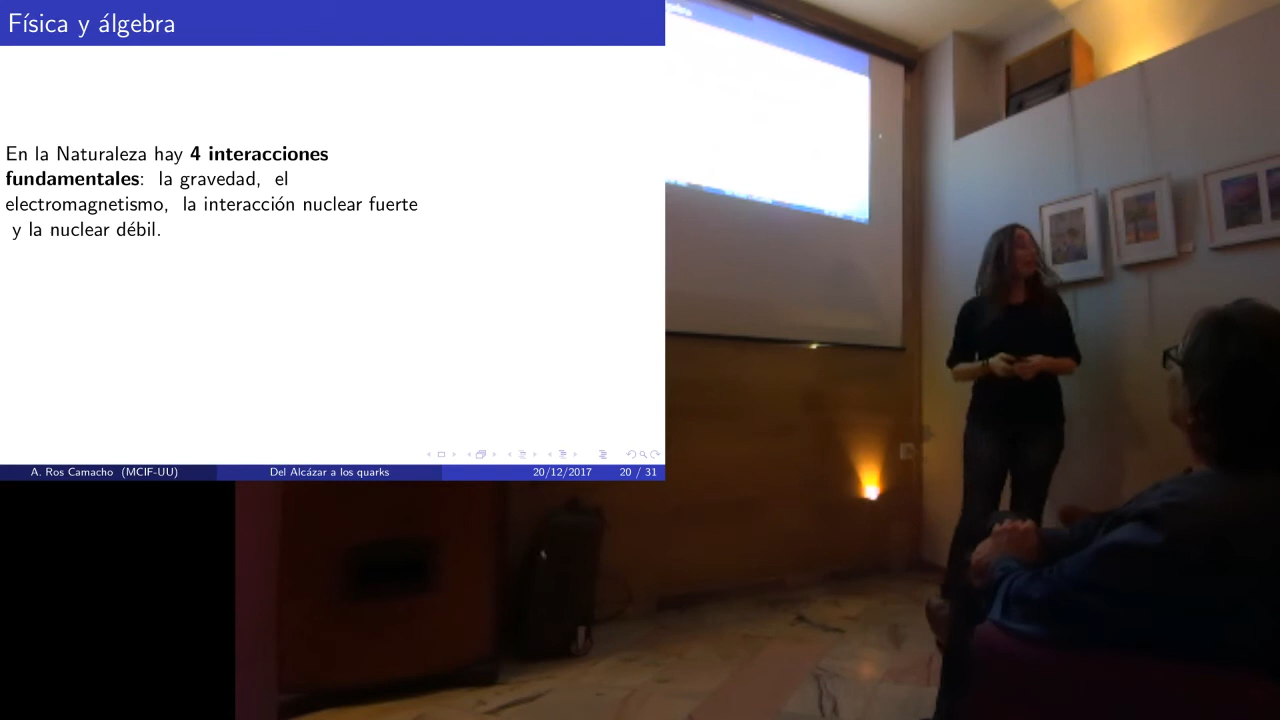 Física y álgebra
En la Naturaleza hay 4 interacciones
fundamentales: la gravedad, el
electromagnetismo, la interacción nuclear fuerte
y la nuclear débil.
A. Ros Camacho (MCIF-UU) Del Alcázar a los quarks 20/12/2017 20 / 31